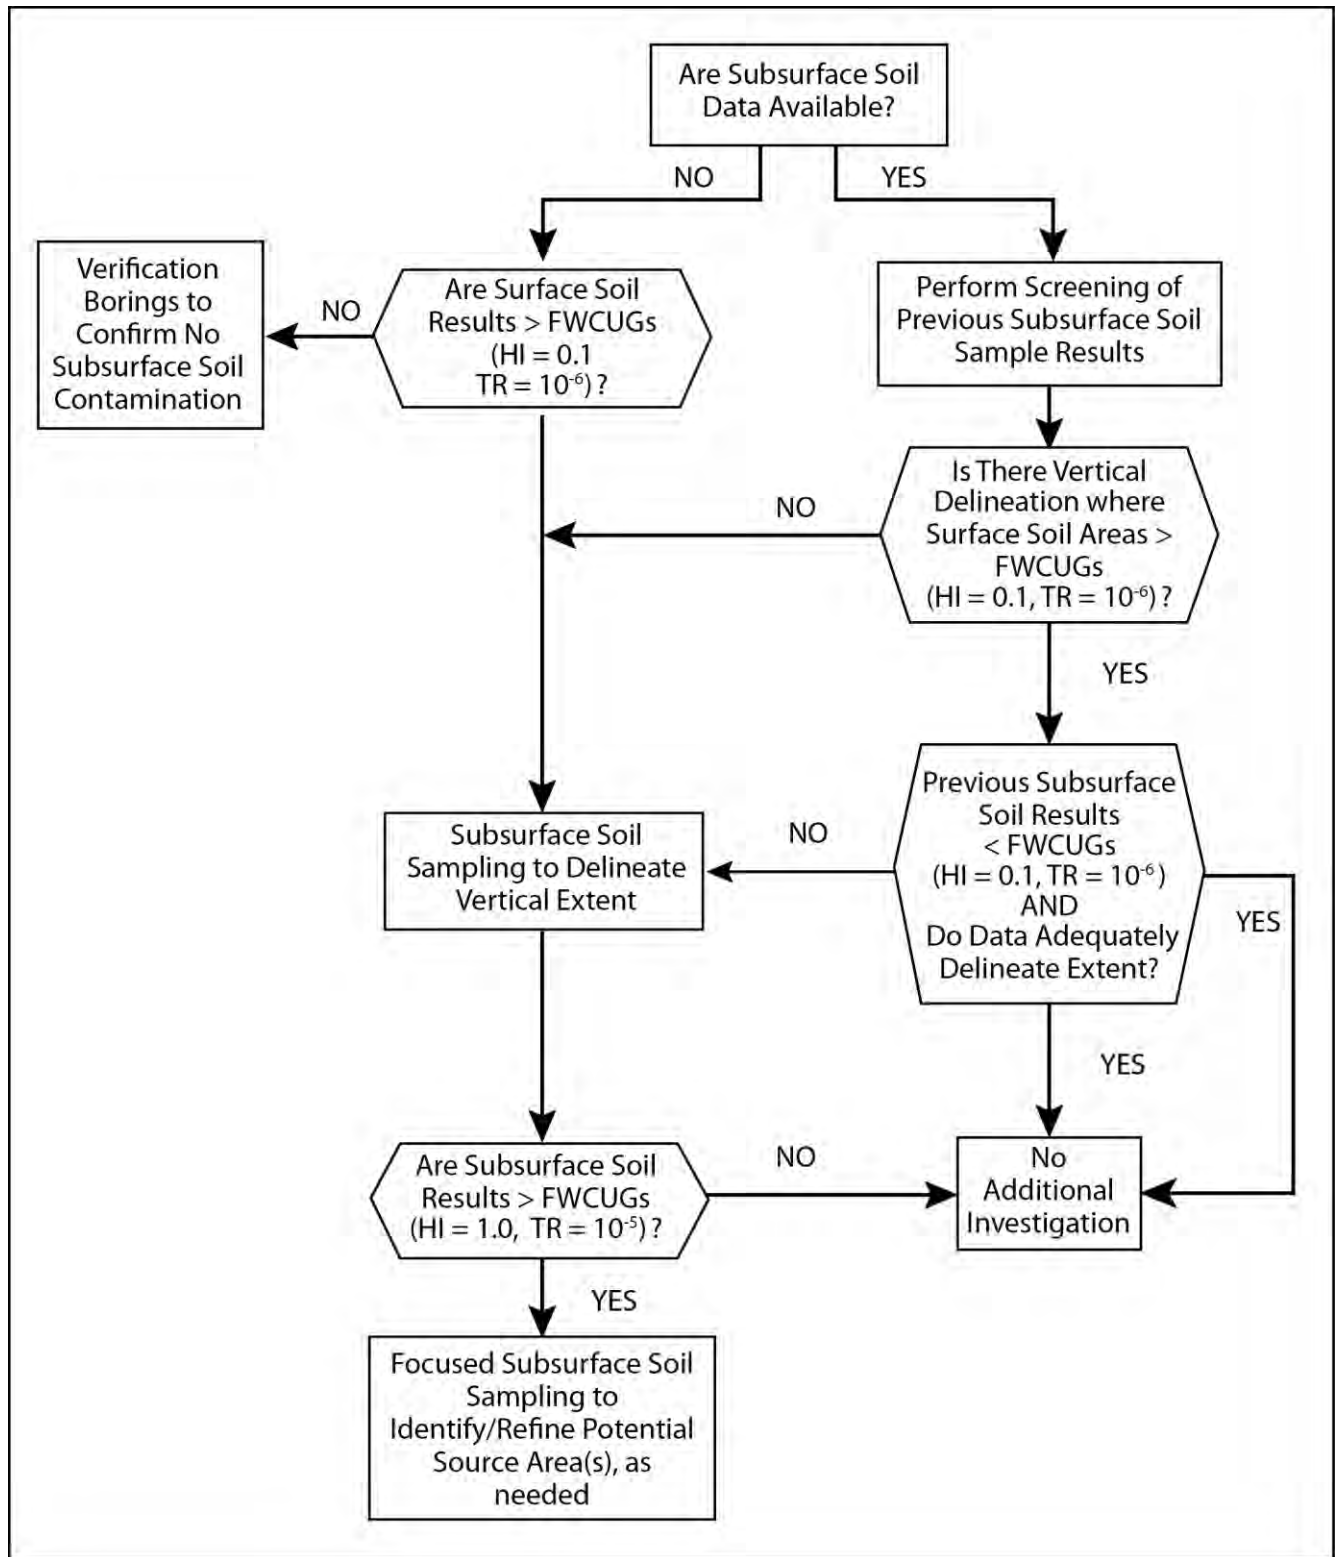 Are Subsurface Soil
Data Available?
NO
YES
Verification
Borings to
Confirm No
Subsurface Soil
Contamination
NO
Are Surface Soil
Results > FWCUGs
(HI = 0.1
TR = 10⁻⁶) ?
Perform Screening of
Previous Subsurface Soil
Sample Results
NO
Is There Vertical
Delineation where
Surface Soil Areas >
FWCUGs
(HI = 0.1, TR = 10⁻⁶) ?
YES
Subsurface Soil
Sampling to Delineate
Vertical Extent
NO
Previous Subsurface
Soil Results
< FWCUGs
(HI = 0.1, TR = 10⁻⁶ )
AND
Do Data Adequately
Delineate Extent?
YES
YES
Are Subsurface Soil
Results > FWCUGs
(HI = 1.0, TR = 10⁻⁵) ?
NO
No
Additional
Investigation
YES
Focused Subsurface Soil
Sampling to
Identify/Refine Potential
Source Area(s), as
needed